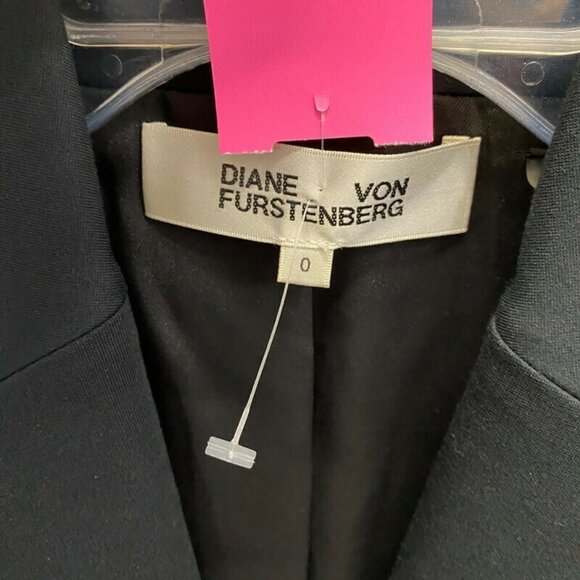 DIANE VON
FURSTENBERG
0